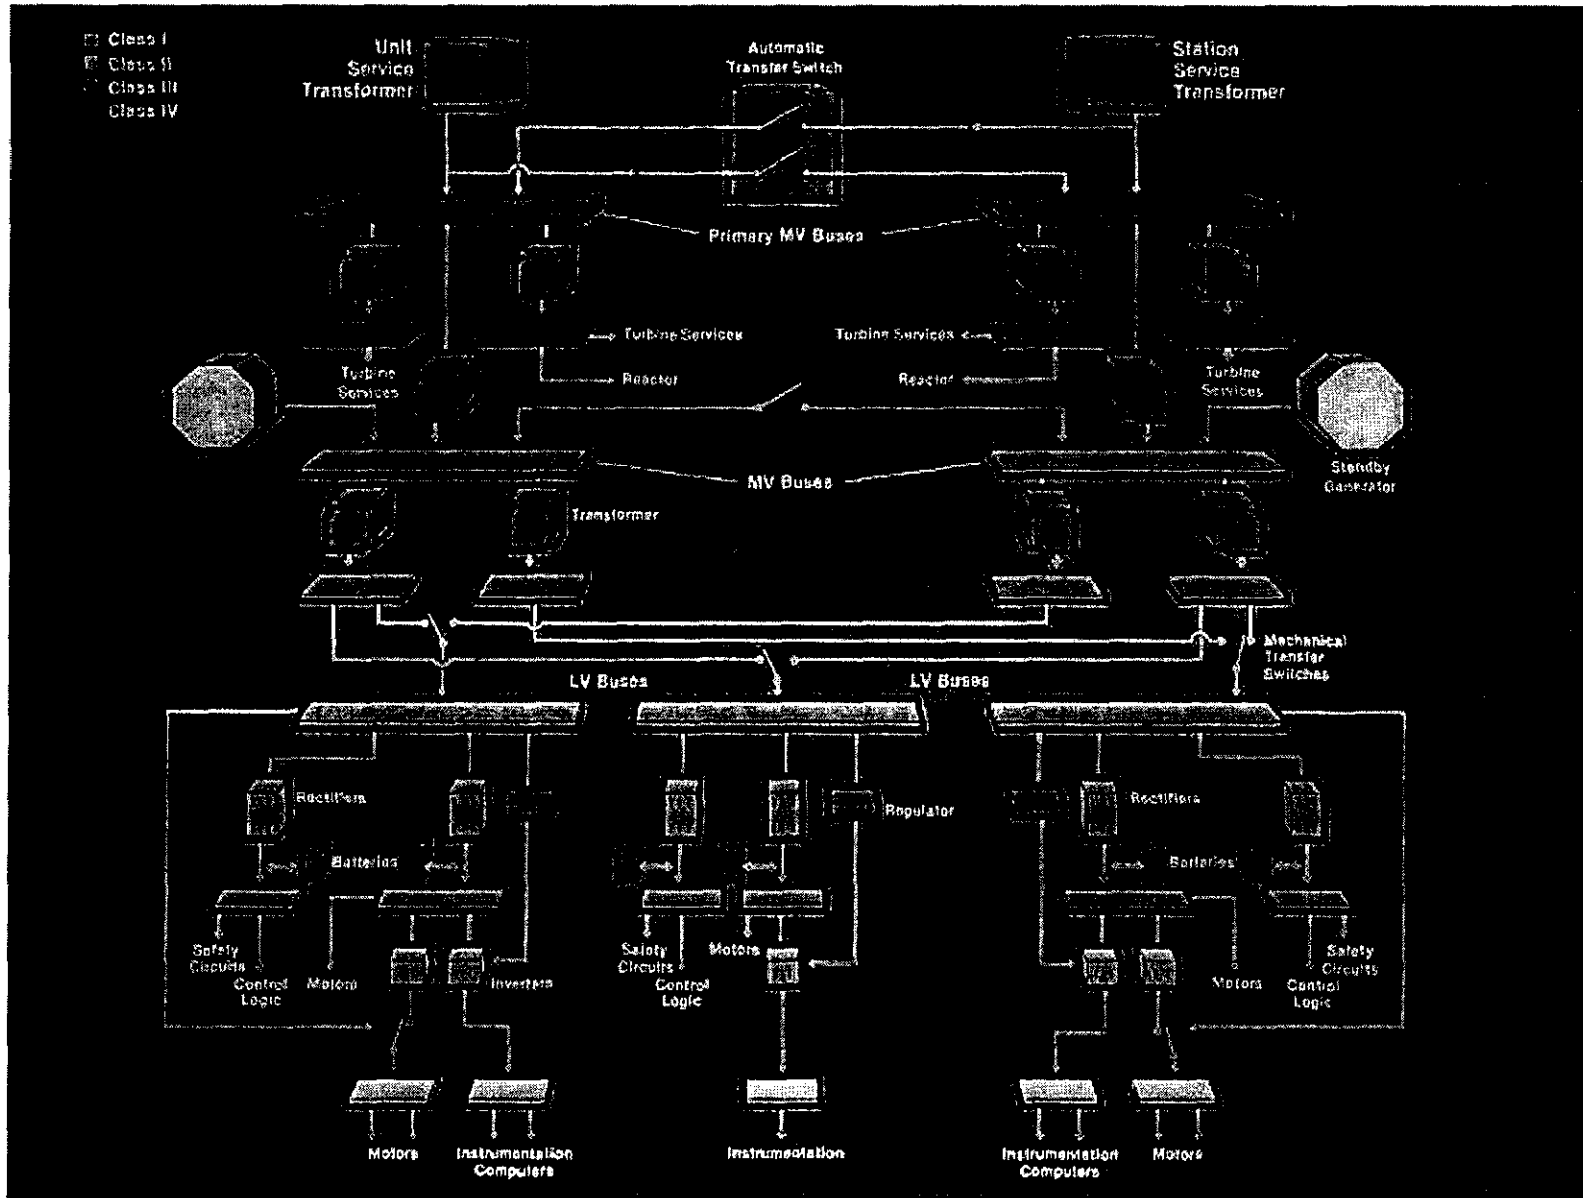 Class I
Class II
Class III
Class IV
Unit
Service
Transformer
Automatic
Transfer Switch
Station
Service
Transformer
Primary MV Buses
Turbine Services
Turbine Services
Turbine
Services
Reactor
Reactor
Turbine
Services
MV Buses
Standby
Generator
Transformer
Mechanical
Transfer
Switches
LV Buses
LV Buses
Rectifiers
Regulator
Rectifiers
Batteries
Batteries
Safety
Circuits
Control
Logic
Motors
Inverters
Safety
Circuits
Control
Logic
Motors
Motors
Control
Logic
Safety
Circuits
Motors
Instrumentation
Computers
Instrumentation
Instrumentation
Computers
Motors